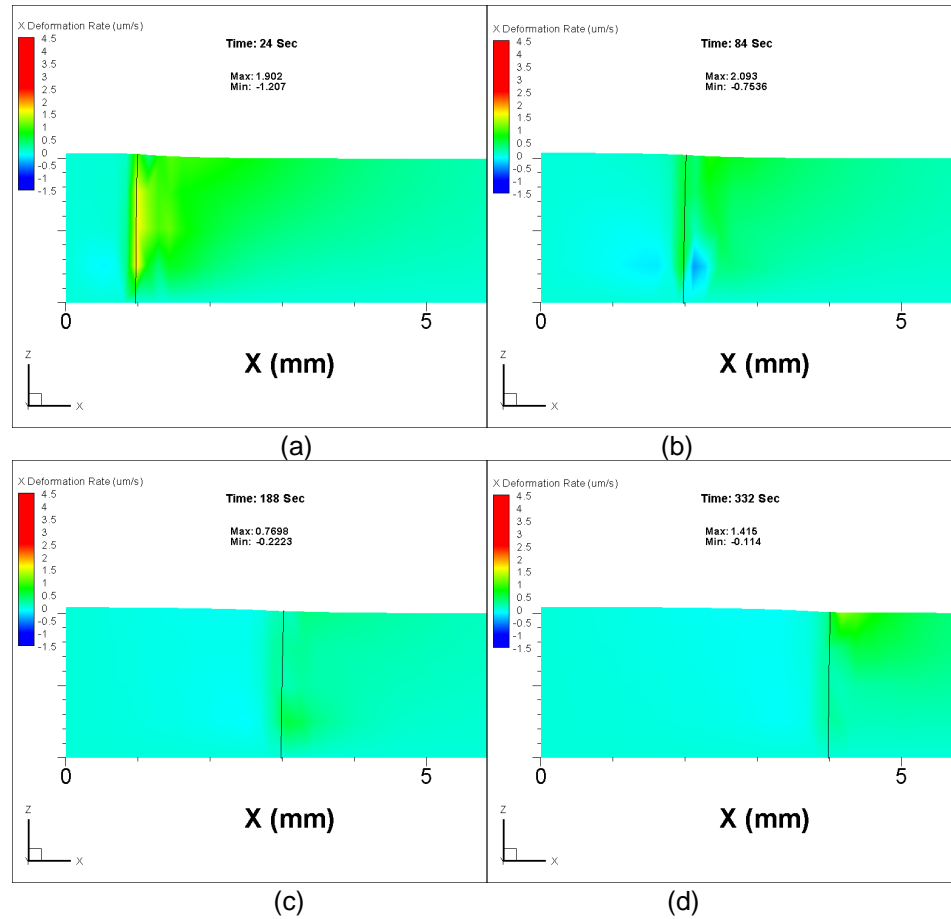 X Deformation Rate (um/s)
4.5
4
3.5
3
2.5
2
1.5
1
0.5
0
-0.5
-1
-1.5
Time: 24 Sec
Max: 1.902
Min: -1.207
0
5
X (mm)
Z
Y
X
(a)
X Deformation Rate (um/s)
4.5
4
3.5
3
2.5
2
1.5
1
0.5
0
-0.5
-1
-1.5
Time: 84 Sec
Max: 2.093
Min: -0.7536
0
5
X (mm)
Z
Y
X
(b)
X Deformation Rate (um/s)
4.5
4
3.5
3
2.5
2
1.5
1
0.5
0
-0.5
-1
-1.5
Time: 188 Sec
Max: 0.7698
Min: -0.2223
0
5
X (mm)
Z
Y
X
(c)
X Deformation Rate (um/s)
4.5
4
3.5
3
2.5
2
1.5
1
0.5
0
-0.5
-1
-1.5
Time: 332 Sec
Max: 1.415
Min: -0.114
0
5
X (mm)
Z
Y
X
(d)